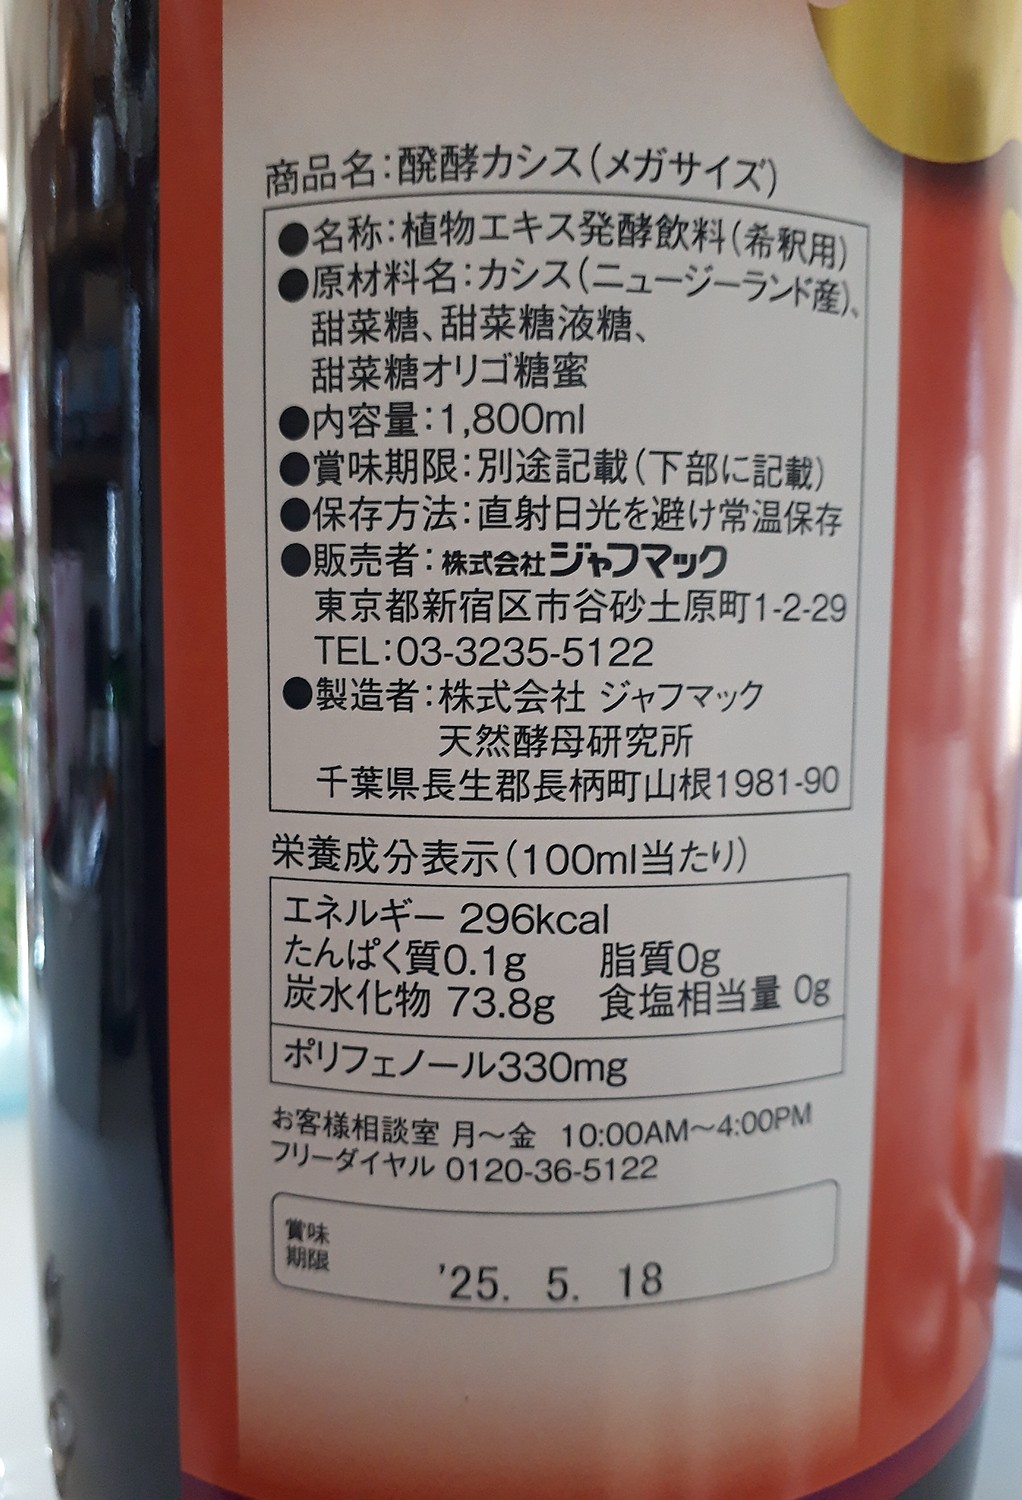 商品名：醗酵カシス（メガサイズ）
●名称：植物エキス発酵飲料（希釈用）
●原材料名：カシス（ニュージーランド産）、
甜菜糖、甜菜糖液糖、
甜菜糖オリゴ糖蜜
●内容量：1,800ml
●賞味期限：別途記載（下部に記載）
●保存方法：直射日光を避け常温保存
●販売者：株式会社ジャフマック
東京都新宿区市谷砂土原町1-2-29
TEL：03-3235-5122
●製造者：株式会社 ジャフマック
天然酵母研究所
千葉県長生郡長柄町山根1981-90
栄養成分表示（100ml当たり）
エネルギー 296kcal
たんぱく質0.1g 脂質0g
炭水化物 73.8g 食塩相当量 0g
ポリフェノール330mg
お客様相談室 月～金 10:00AM～4:00PM
フリーダイヤル 0120-36-5122
賞味
期限
'25. 5. 18